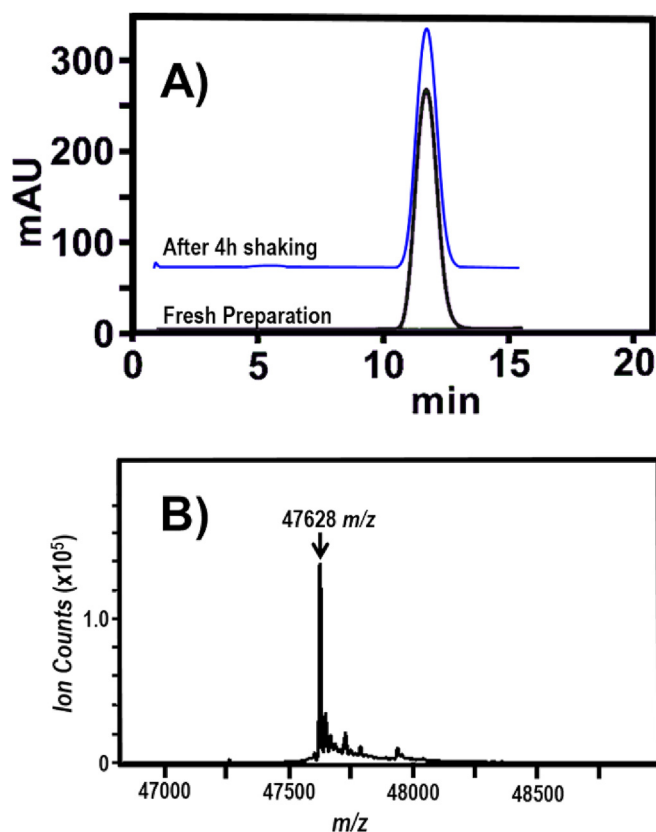 A)
300
200
100
0
mAU
After 4h shaking
Fresh Preparation
0 5 10 15 20
min
B)
47628 m/z
Ion Counts (x10⁵)
1.0
0
47000 47500 48000 48500
m/z